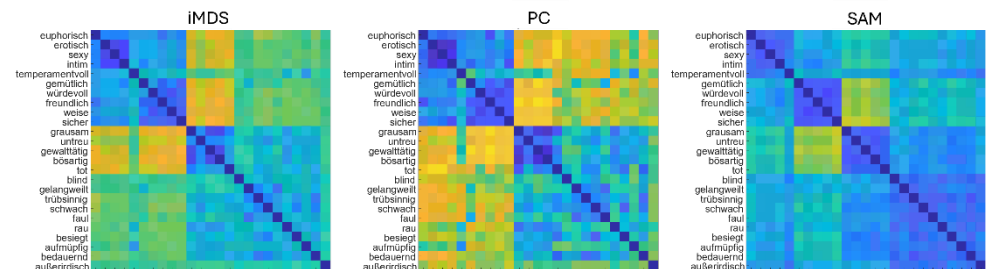 iMDS
euphorisch
erotisch
sexy
intim
temperamentvoll
gemütlich
würdevoll
freundlich
weise
sicher
grausam
untreu
gewalttätig
bösartig
tot
blind
gelangweilt
trübsinnig
schwach
faul
rau
besiegt
aufmüpfig
bedauernd
außerirdisch
PC
euphorisch
erotisch
sexy
intim
temperamentvoll
gemütlich
würdevoll
freundlich
weise
sicher
grausam
untreu
gewalttätig
bösartig
tot
blind
gelangweilt
trübsinnig
schwach
faul
rau
besiegt
aufmüpfig
bedauernd
außerirdisch
SAM
euphorisch
erotisch
sexy
intim
temperamentvoll
gemütlich
würdevoll
freundlich
weise
sicher
grausam
untreu
gewalttätig
bösartig
tot
blind
gelangweilt
trübsinnig
schwach
faul
rau
besiegt
aufmüpfig
bedauernd
außerirdisch